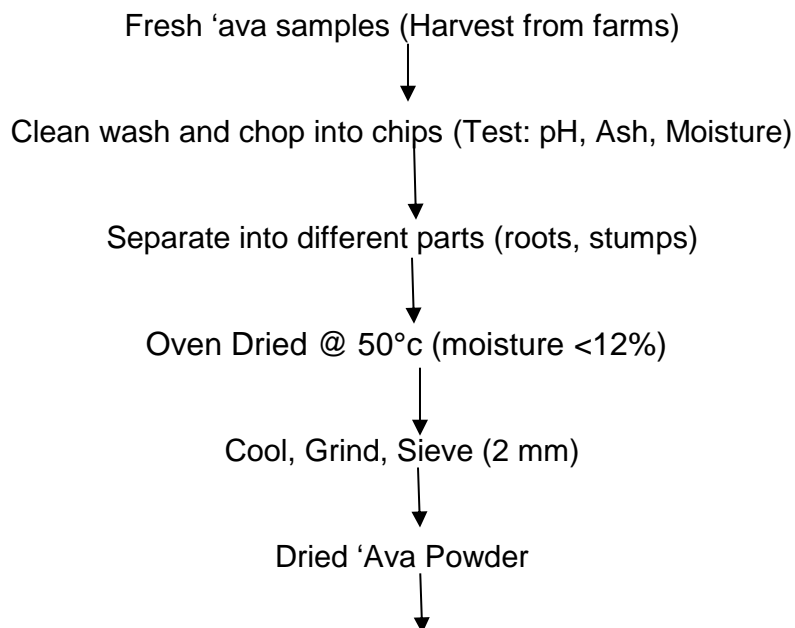 Fresh ‘ava samples (Harvest from farms)
Clean wash and chop into chips (Test: pH, Ash, Moisture)
Separate into different parts (roots, stumps)
Oven Dried @ 50°c (moisture <12%)
Cool, Grind, Sieve (2 mm)
Dried ‘Ava Powder